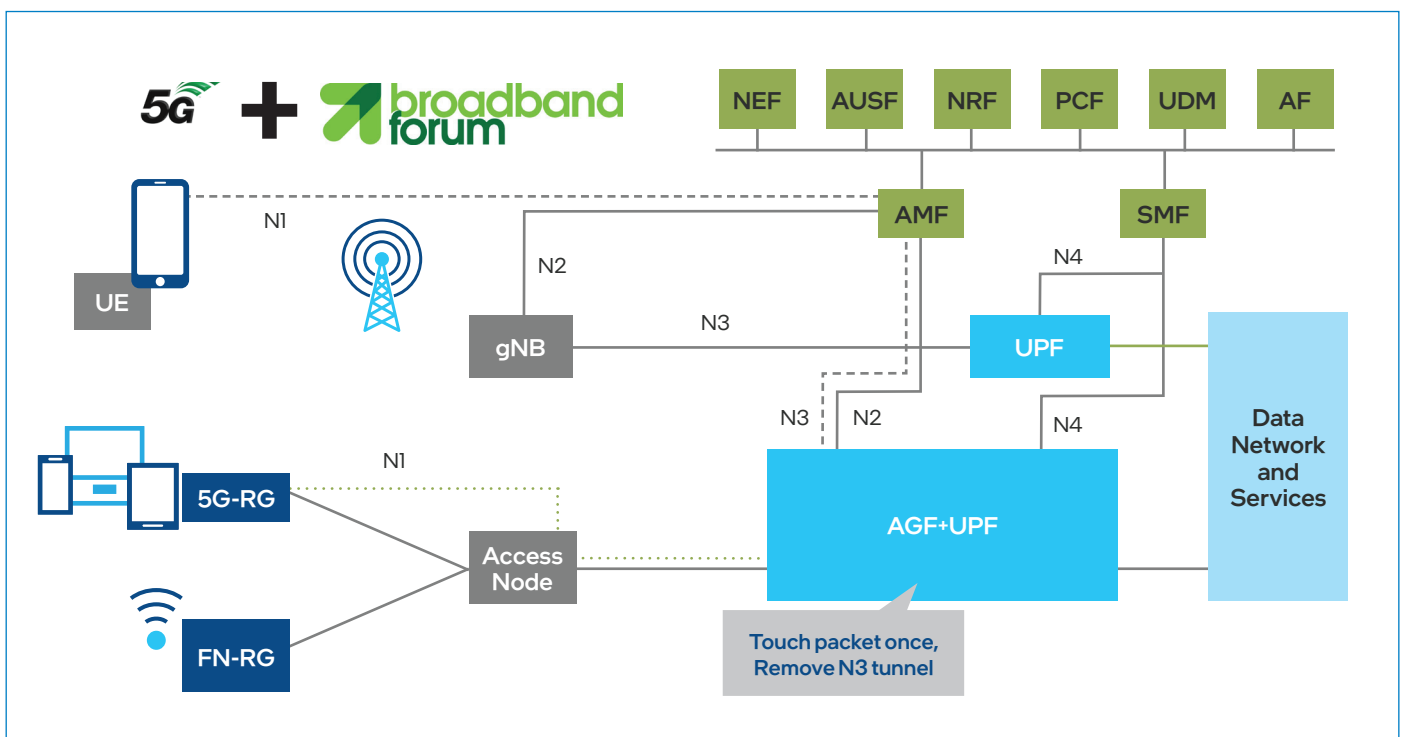 5G
broadband
forum
NEF
AUSF
NRF
PCF
UDM
AF
AMF
SMF
N1
N2
N4
UE
N3
gNB
UPF
N3
N2
N4
Data
Network
and
Services
N1
5G-RG
AGF+UPF
Access
Node
FN-RG
Touch packet once,
Remove N3 tunnel